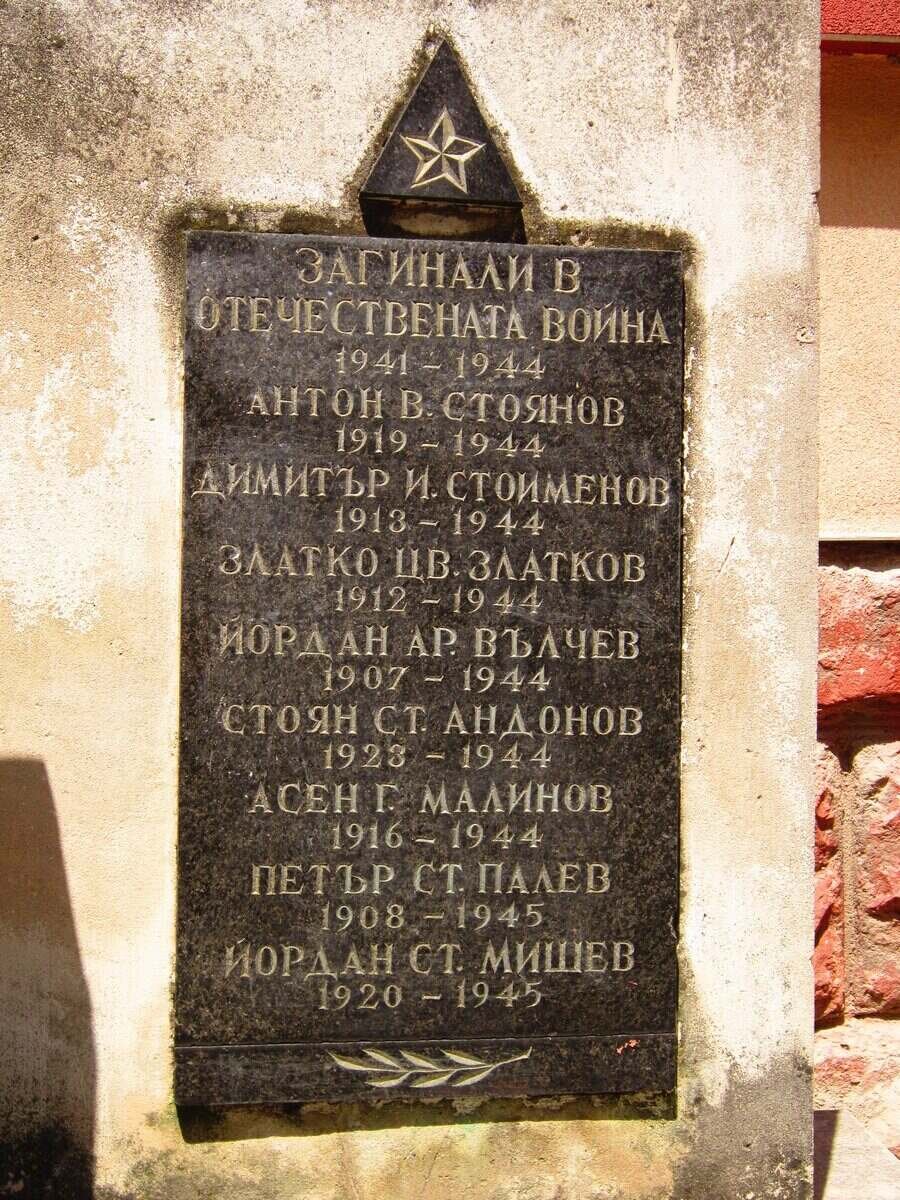 ЗАГИНАЛИ В
ОТЕЧЕСТВЕНАТА ВОЙНА
1941 - 1944
АНТОН В. СТОЯНОВ
1919 - 1944
ДИМИТЪР И. СТОИМЕНОВ
1913 - 1944
ЗЛАТКО ЦВ. ЗЛАТКОВ
1912 - 1944
ЙОРДАН АР. ВЪЛЧЕВ
1907 - 1944
СТОЯН СТ. АНДОНОВ
1923 - 1944
АСЕН Г. МАЛИНОВ
1916 - 1944
ПЕТЪР СТ. ПАЛЕВ
1908 - 1945
ЙОРДАН СТ. МИШЕВ
1920 - 1945